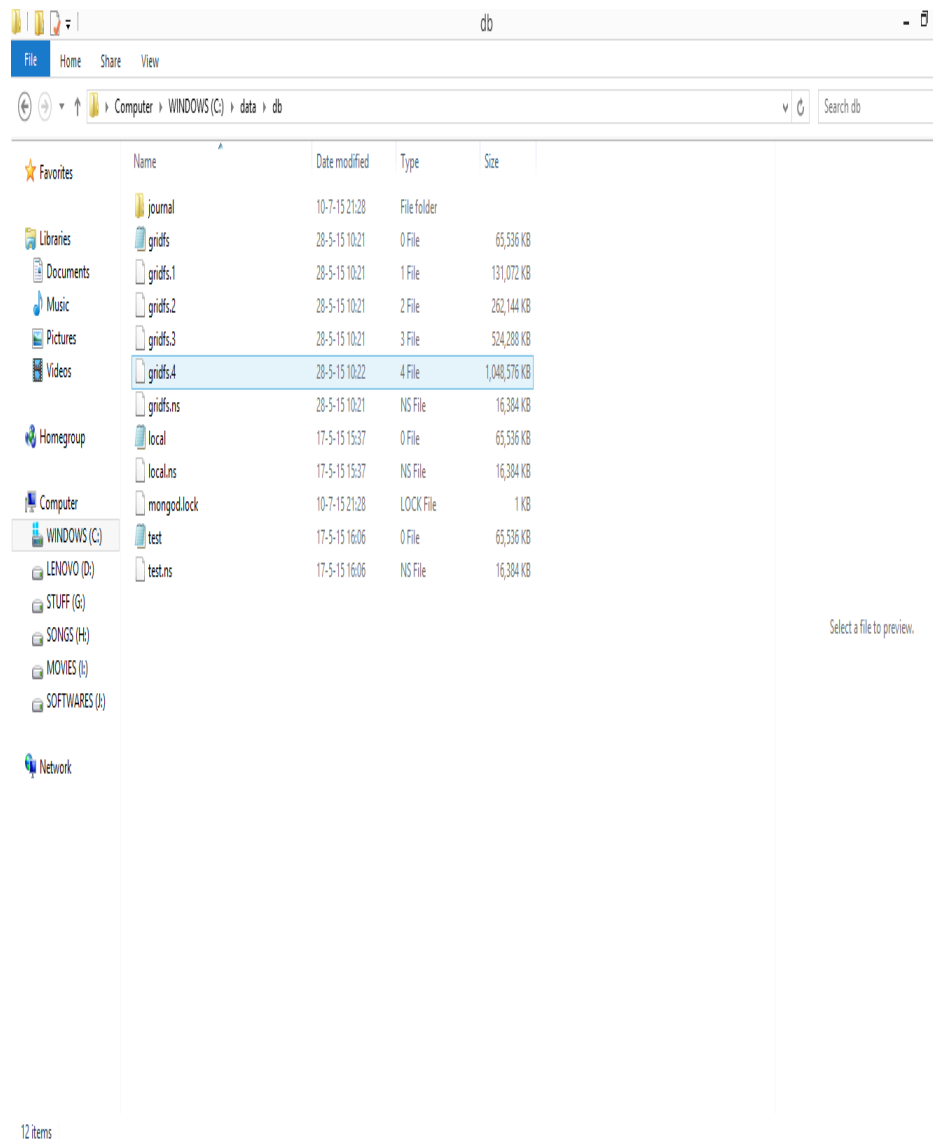 db
File Home Share View
Computer WINDOWS (C:) data db Search db
Name Date modified Type Size
Favorites
Libraries
Documents
Music
Pictures
Videos
Homegroup
Computer
WINDOWS (C:)
LENOVO (D:)
STUFF (G:)
SONGS (H:)
MOVIES (I:)
SOFTWARES (J:)
Network
journal 10-7-15 21:28 File folder
gridfs 28-5-15 10:21 0 File 65,536 KB
gridfs.1 28-5-15 10:21 1 File 131,072 KB
gridfs.2 28-5-15 10:21 2 File 262,144 KB
gridfs.3 28-5-15 10:21 3 File 524,288 KB
gridfs.4 28-5-15 10:22 4 File 1,048,576 KB
gridfs.ns 28-5-15 10:21 NS File 16,384 KB
local 17-5-15 15:37 0 File 65,536 KB
local.ns 17-5-15 15:37 NS File 16,384 KB
mongod.lock 10-7-15 21:28 LOCK File 1 KB
test 17-5-15 16:06 0 File 65,536 KB
test.ns 17-5-15 16:06 NS File 16,384 KB
Select a file to preview.
12 items